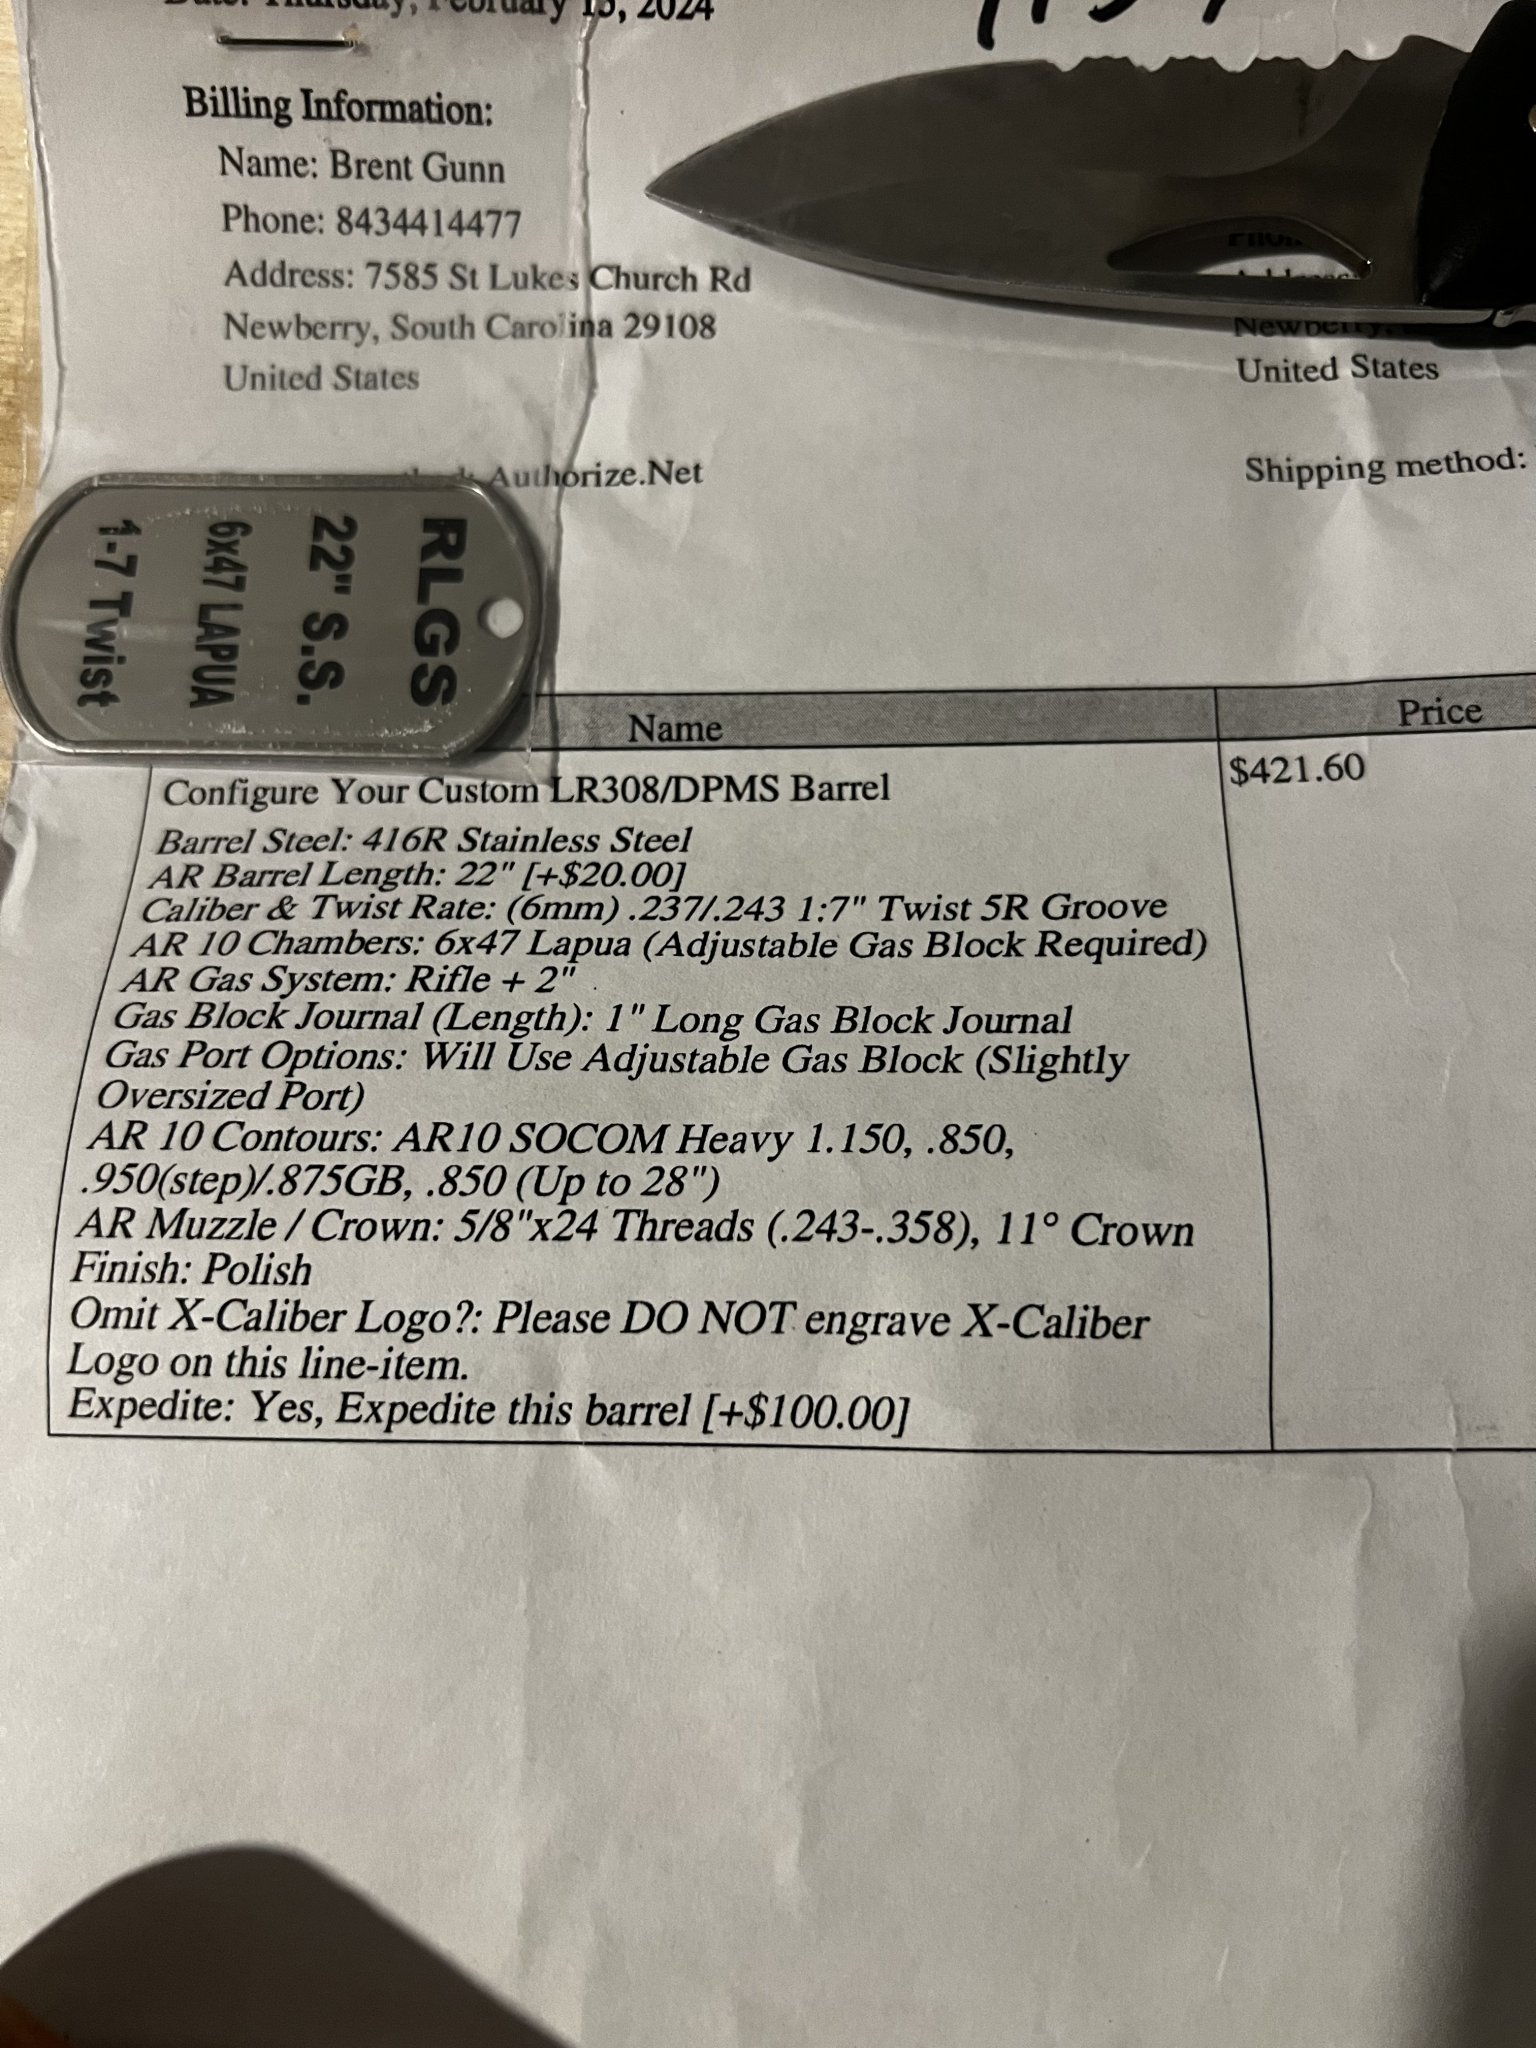 Date: Thursday, February 15, 2024
Billing Information:
Name: Brent Gunn
Phone: 8434414477
Address: 7585 St Lukes Church Rd
Newberry, South Carolina 29108
United States
Authorize.Net
Newberry,
United States
Shipping method:
RLGS
22" S.S.
6x47 LAPUA
1-7 Twist
Name
Price
Configure Your Custom LR308/DPMS Barrel
$421.60
Barrel Steel: 416R Stainless Steel
AR Barrel Length: 22" [+$20.00]
Caliber & Twist Rate: (6mm) .237/.243 1:7" Twist 5R Groove
AR 10 Chambers: 6x47 Lapua (Adjustable Gas Block Required)
AR Gas System: Rifle + 2"
Gas Block Journal (Length): 1" Long Gas Block Journal
Gas Port Options: Will Use Adjustable Gas Block (Slightly
Oversized Port)
AR 10 Contours: AR10 SOCOM Heavy 1.150, .850,
.950(step)/.875GB, .850 (Up to 28")
AR Muzzle / Crown: 5/8"x24 Threads (.243-.358), 11° Crown
Finish: Polish
Omit X-Caliber Logo?: Please DO NOT engrave X-Caliber
Logo on this line-item.
Expedite: Yes, Expedite this barrel [+$100.00]